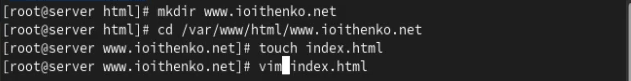 [root@server html]# mkdir www.ioithenko.net
[root@server html]# cd /var/www/html/www.ioithenko.net
[root@server www.ioithenko.net]# touch index.html
[root@server www.ioithenko.net]# vim index.html